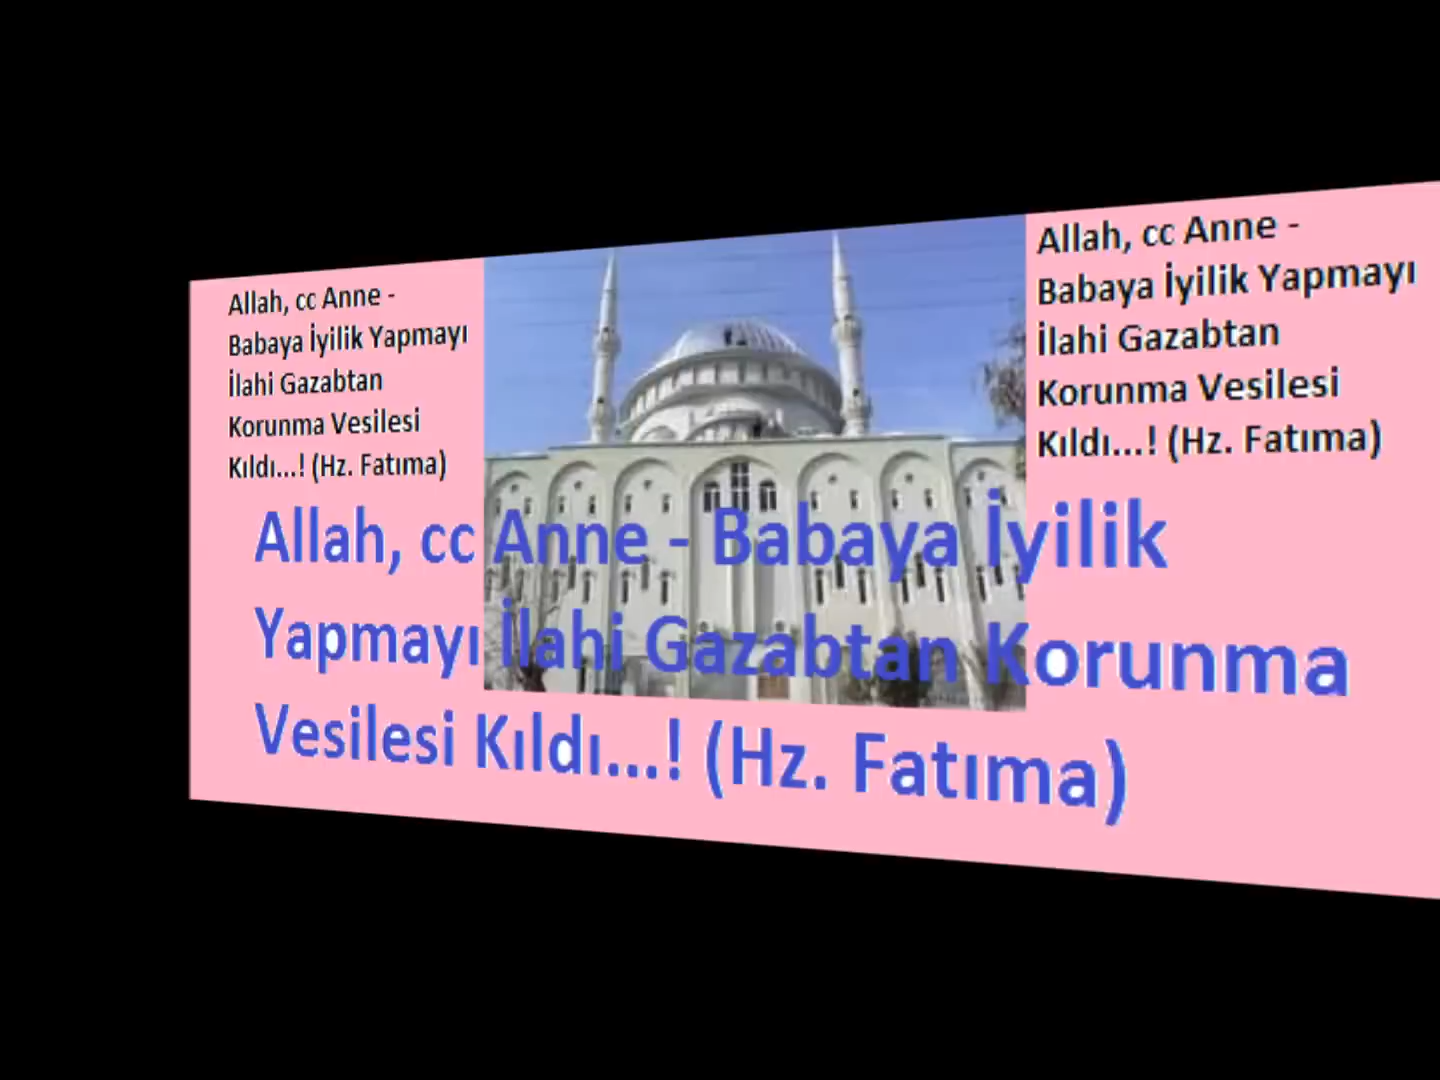 Allah, cc Anne -
Babaya İyilik Yapmayı
İlahi Gazabtan
Korunma Vesilesi
Kıldı...! (Hz. Fatıma)
Allah, cc Anne -
Babaya İyilik Yapmayı
İlahi Gazabtan
Korunma Vesilesi
Kıldı...! (Hz. Fatıma)
Allah, cc Anne - Babaya İyilik
Yapmayı İlahi Gazabtan Korunma
Vesilesi Kıldı...! (Hz. Fatıma)